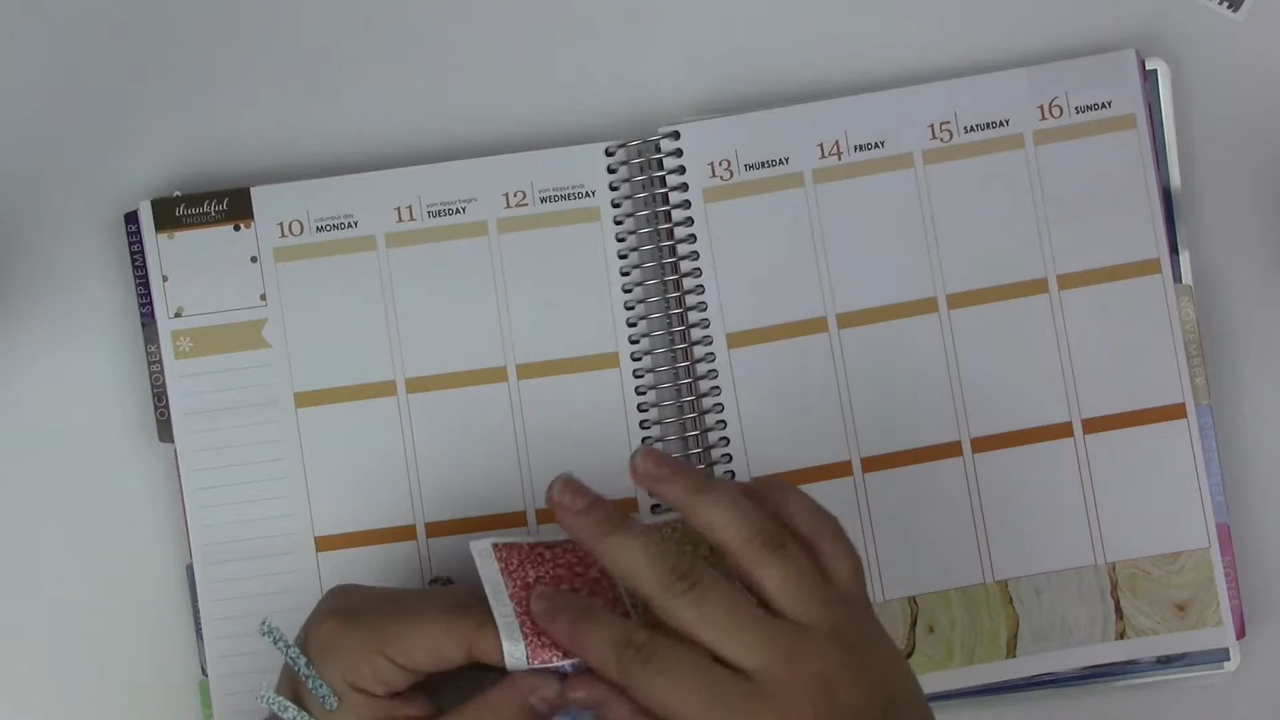 thankful
THOUGHT
10 columbus day
MONDAY
11 yom kippur begins
TUESDAY
12 yom kippur ends
WEDNESDAY
13 THURSDAY
14 FRIDAY
15 SATURDAY
16 SUNDAY
SEPTEMBER
OCTOBER
NOVEMBER